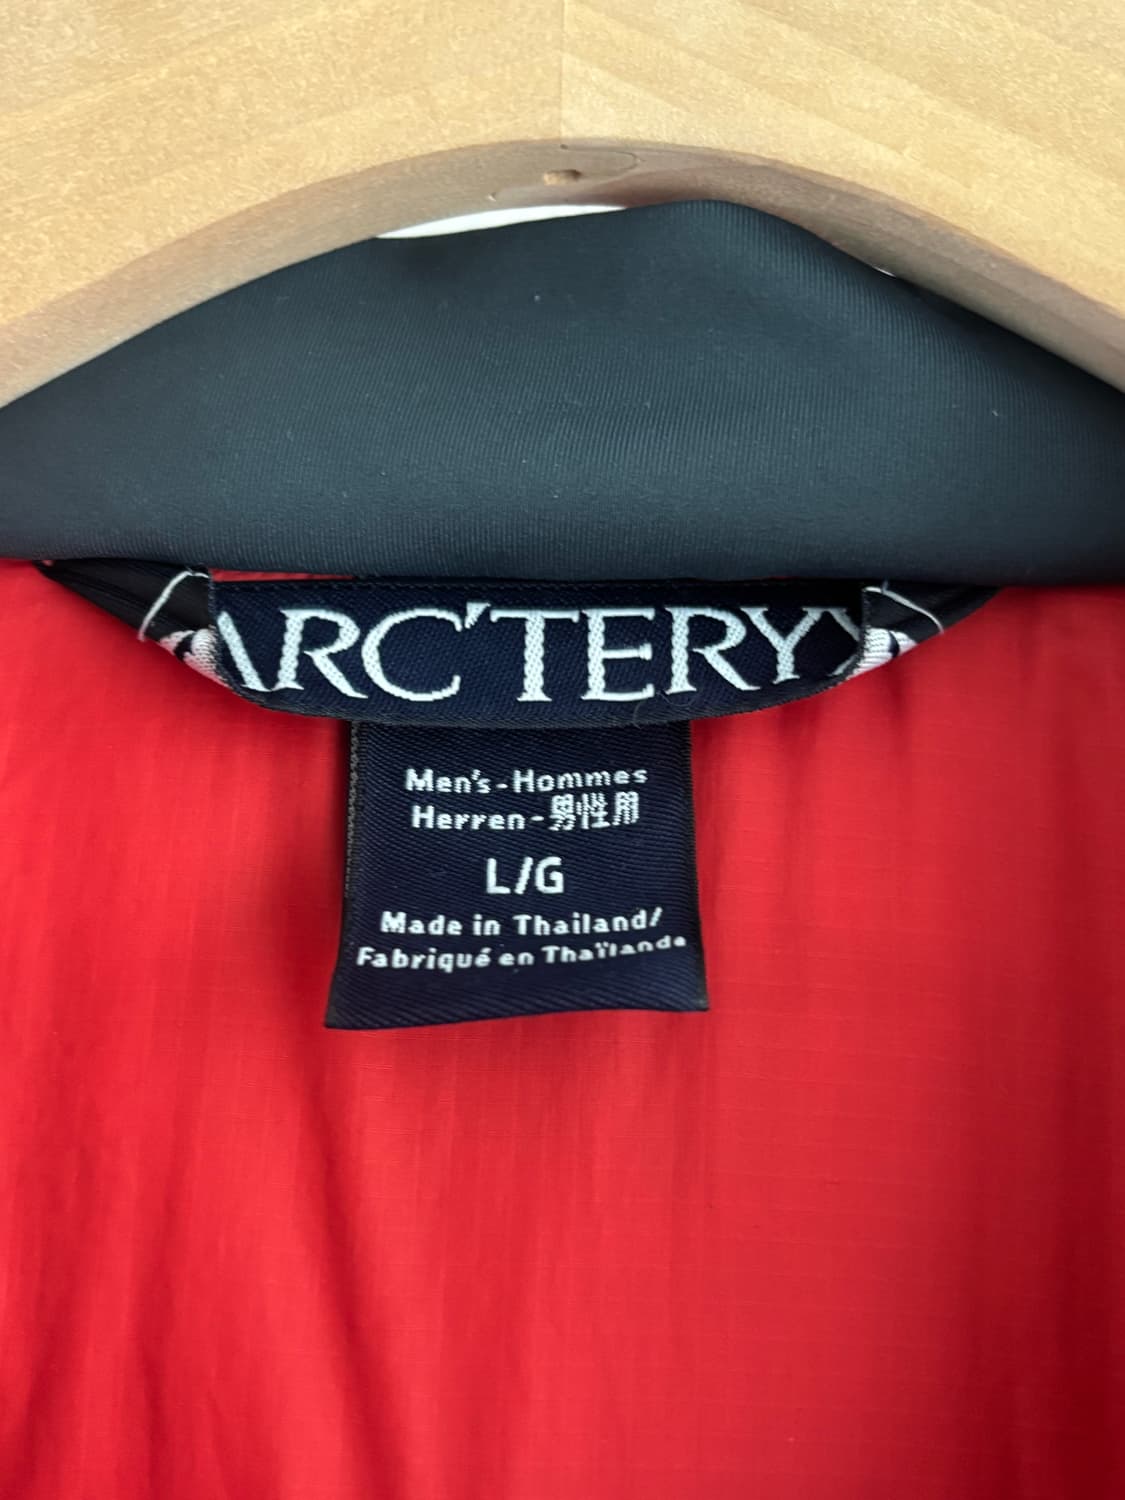 ARC'TERYX
Men's-Hommes
Herren-男性用
L/G
Made in Thailand/
Fabriqué en Thaïlande